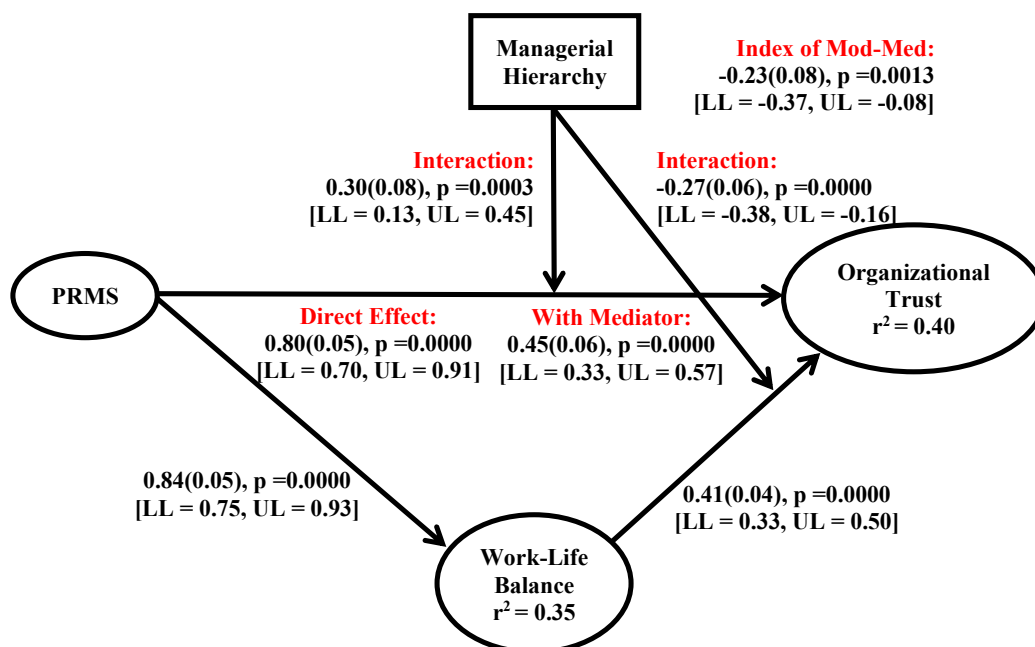 Managerial
Hierarchy
Index of Mod-Med:
-0.23(0.08), p =0.0013
[LL = -0.37, UL = -0.08]
Interaction:
0.30(0.08), p =0.0003
[LL = 0.13, UL = 0.45]
Interaction:
-0.27(0.06), p =0.0000
[LL = -0.38, UL = -0.16]
PRMS
Organizational
Trust
r² = 0.40
Direct Effect:
0.80(0.05), p =0.0000
[LL = 0.70, UL = 0.91]
With Mediator:
0.45(0.06), p =0.0000
[LL = 0.33, UL = 0.57]
0.84(0.05), p =0.0000
[LL = 0.75, UL = 0.93]
0.41(0.04), p =0.0000
[LL = 0.33, UL = 0.50]
Work-Life
Balance
r² = 0.35